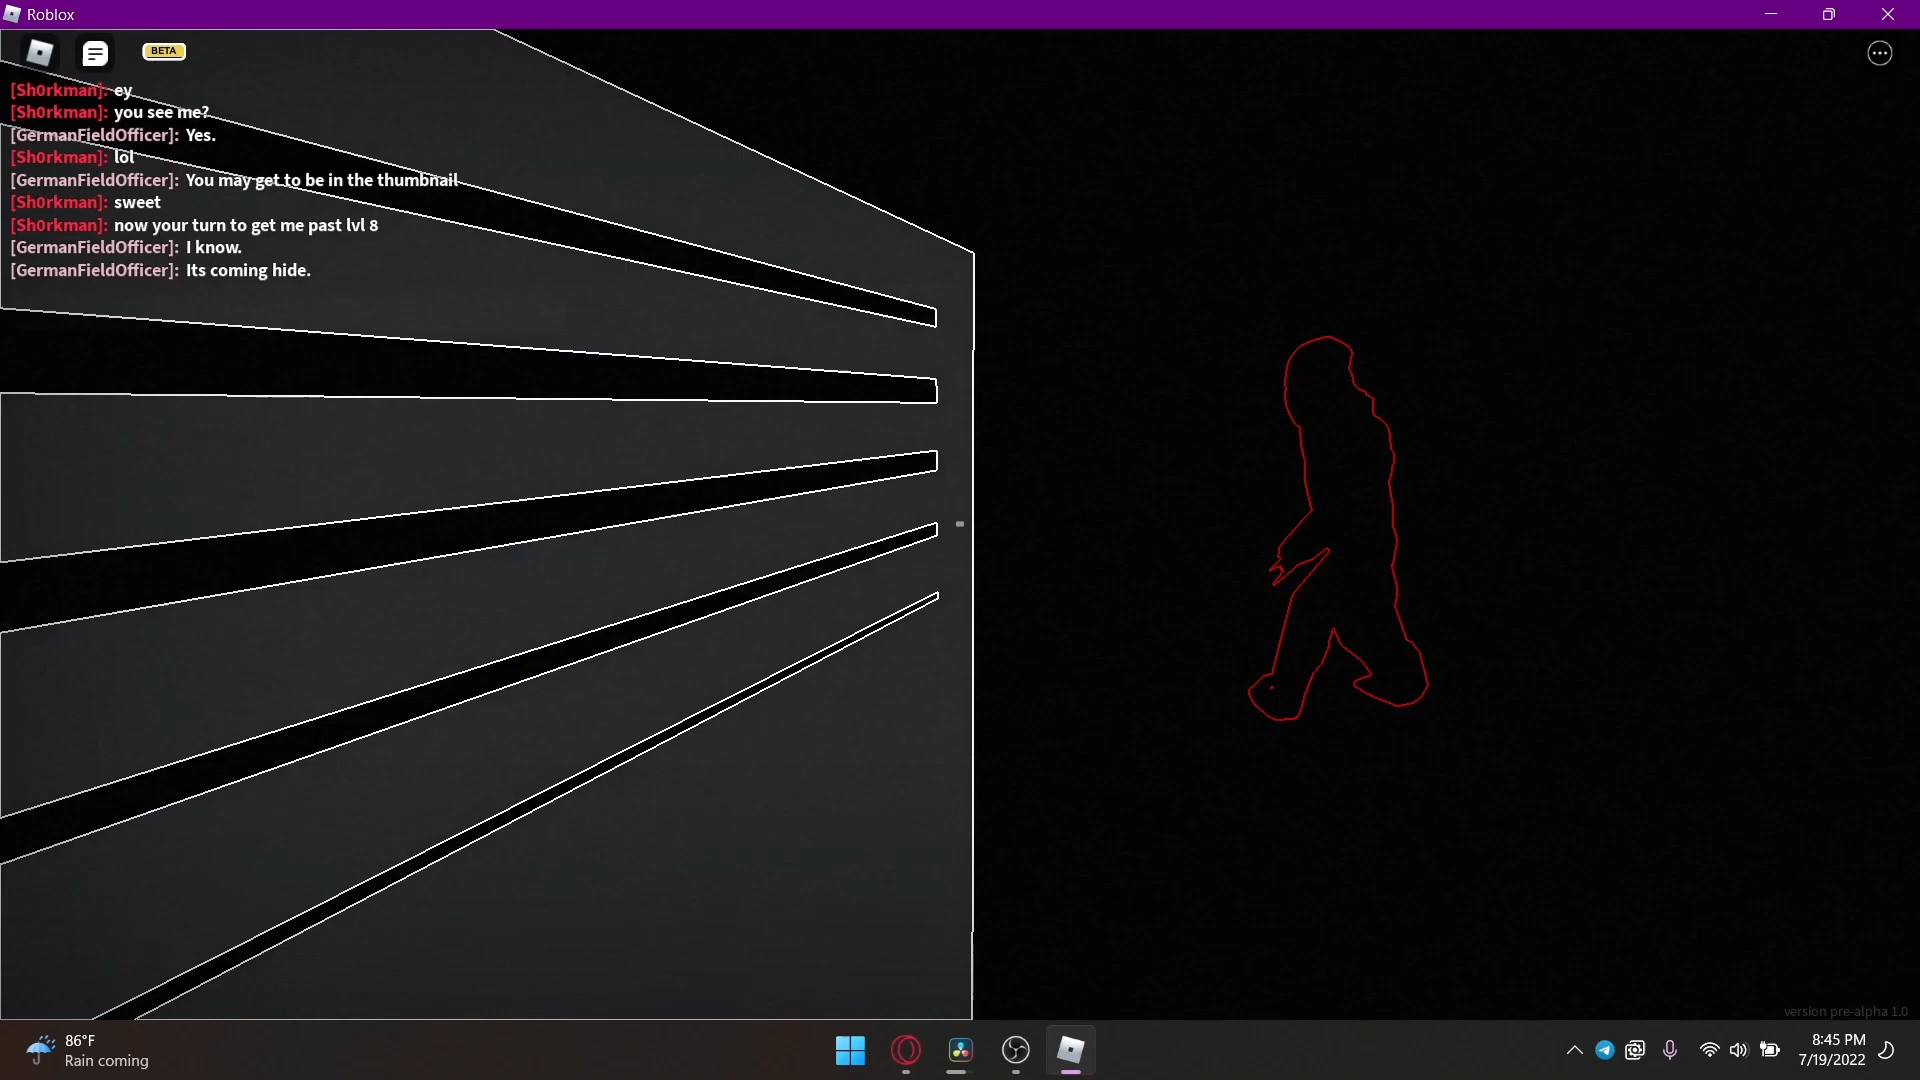 Roblox
BETA
[Sh0rkman]: ey
[Sh0rkman]: you see me?
[GermanFieldOfficer]: Yes.
[Sh0rkman]: lol
[GermanFieldOfficer]: You may get to be in the thumbnail
[Sh0rkman]: sweet
[Sh0rkman]: now your turn to get me past lvl 8
[GermanFieldOfficer]: I know.
[GermanFieldOfficer]: Its coming hide.
version pre-alpha 1.0
86°F
Rain coming
8:45 PM
7/19/2022